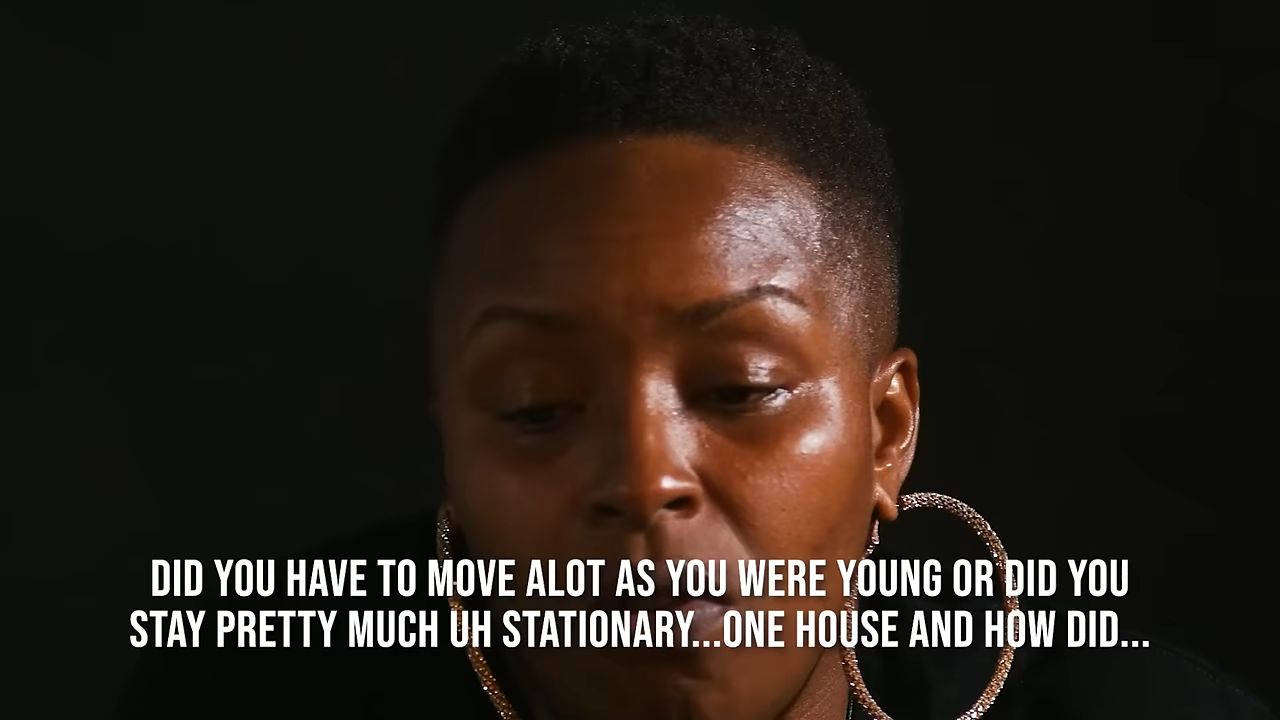 DID YOU HAVE TO MOVE ALOT AS YOU WERE YOUNG OR DID YOU
STAY PRETTY MUCH UH STATIONARY...ONE HOUSE AND HOW DID...